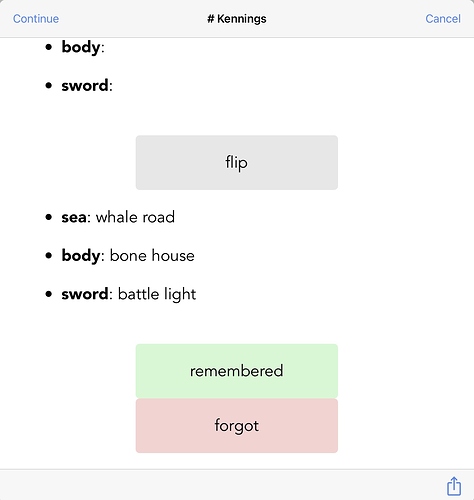 Continue # Kennings Cancel
• body:
• sword:
flip
• sea: whale road
• body: bone house
• sword: battle light
remembered
forgot